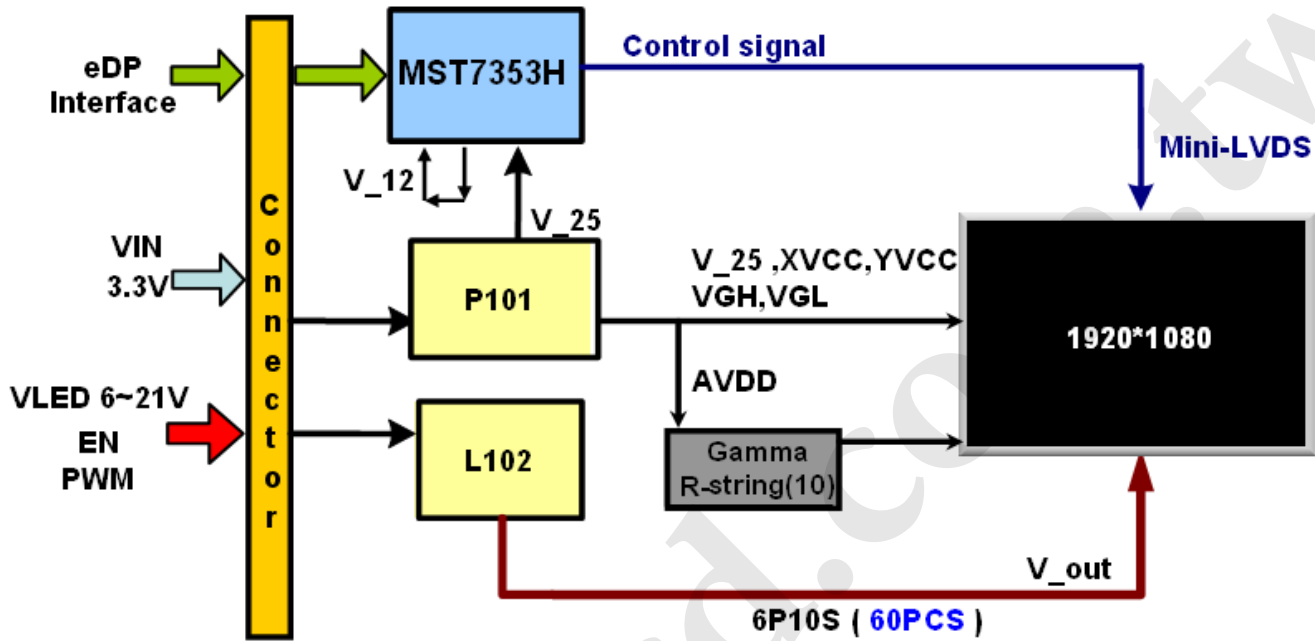 eDP
Interface
MST7353H
Control signal
Mini-LVDS
V_12
V_25
Connector
VIN
3.3V
P101
V_25 ,XVCC,YVCC
VGH,VGL
1920*1080
AVDD
VLED 6~21V
EN
PWM
L102
Gamma
R-string(10)
V_out
6P10S ( 60PCS )